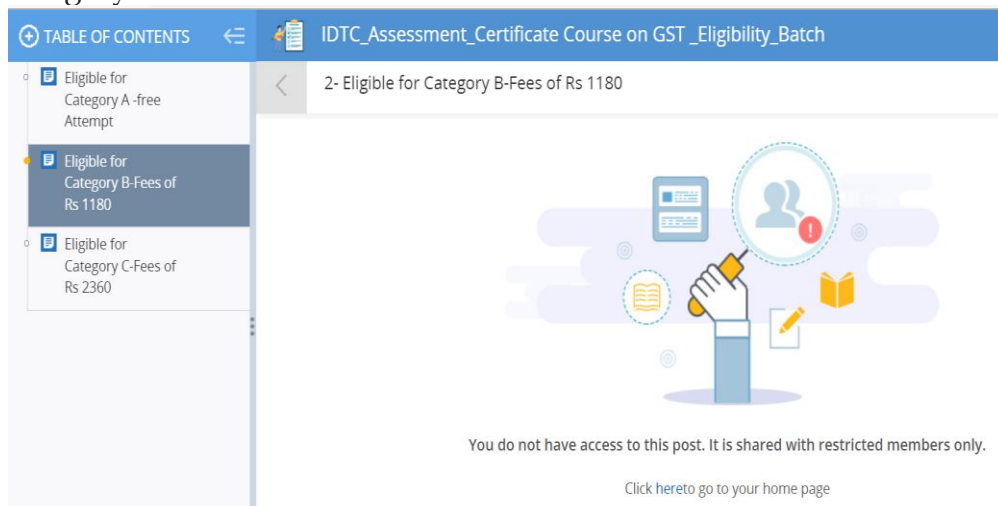 TABLE OF CONTENTS
IDTC_Assessment_Certificate Course on GST _Eligibility_Batch
Eligible for
Category A -free
Attempt
Eligible for
Category B-Fees of
Rs 1180
Eligible for
Category C-Fees of
Rs 2360
2- Eligible for Category B-Fees of Rs 1180
You do not have access to this post. It is shared with restricted members only.
Click hereto go to your home page